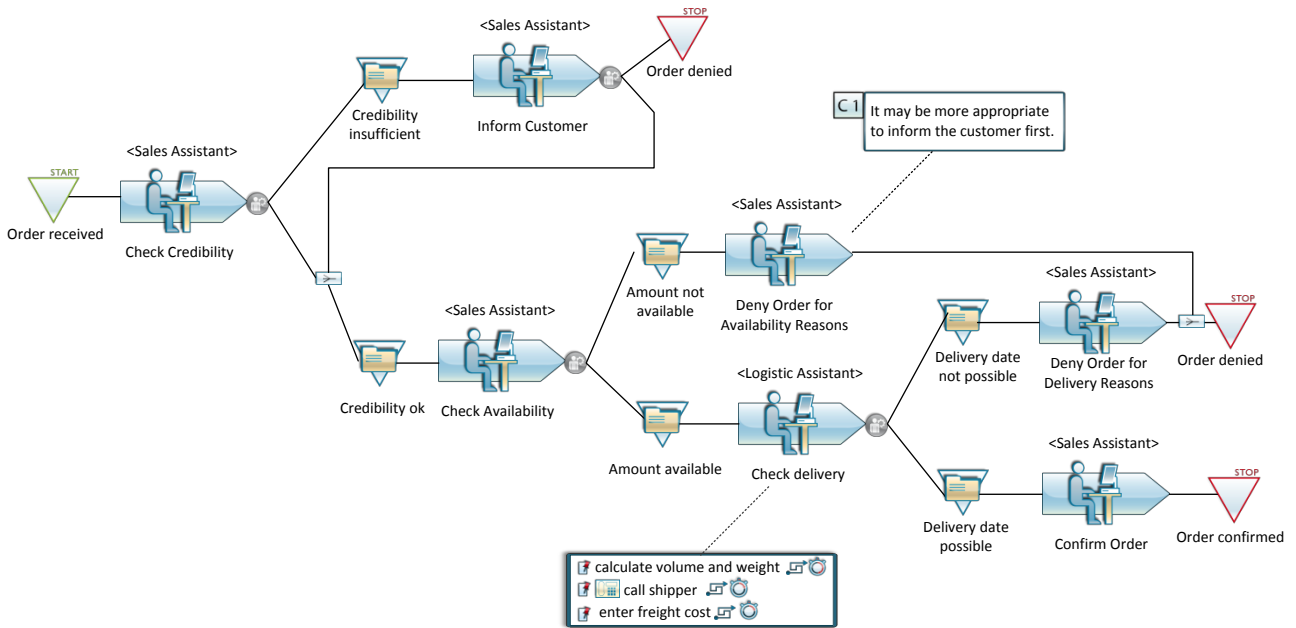 <Sales Assistant>
STOP
Order denied
Credibility
insufficient
Inform Customer
C 1
It may be more appropriate
to inform the customer first.
<Sales Assistant>
START
Order received
Check Credibility
<Sales Assistant>
Amount not
available
Deny Order for
Availability Reasons
<Sales Assistant>
STOP
Delivery date
not possible
Deny Order for
Delivery Reasons
Order denied
<Sales Assistant>
Credibility ok
Check Availability
<Logistic Assistant>
Amount available
Check delivery
<Sales Assistant>
STOP
Delivery date
possible
Confirm Order
Order confirmed
calculate volume and weight
call shipper
enter freight cost